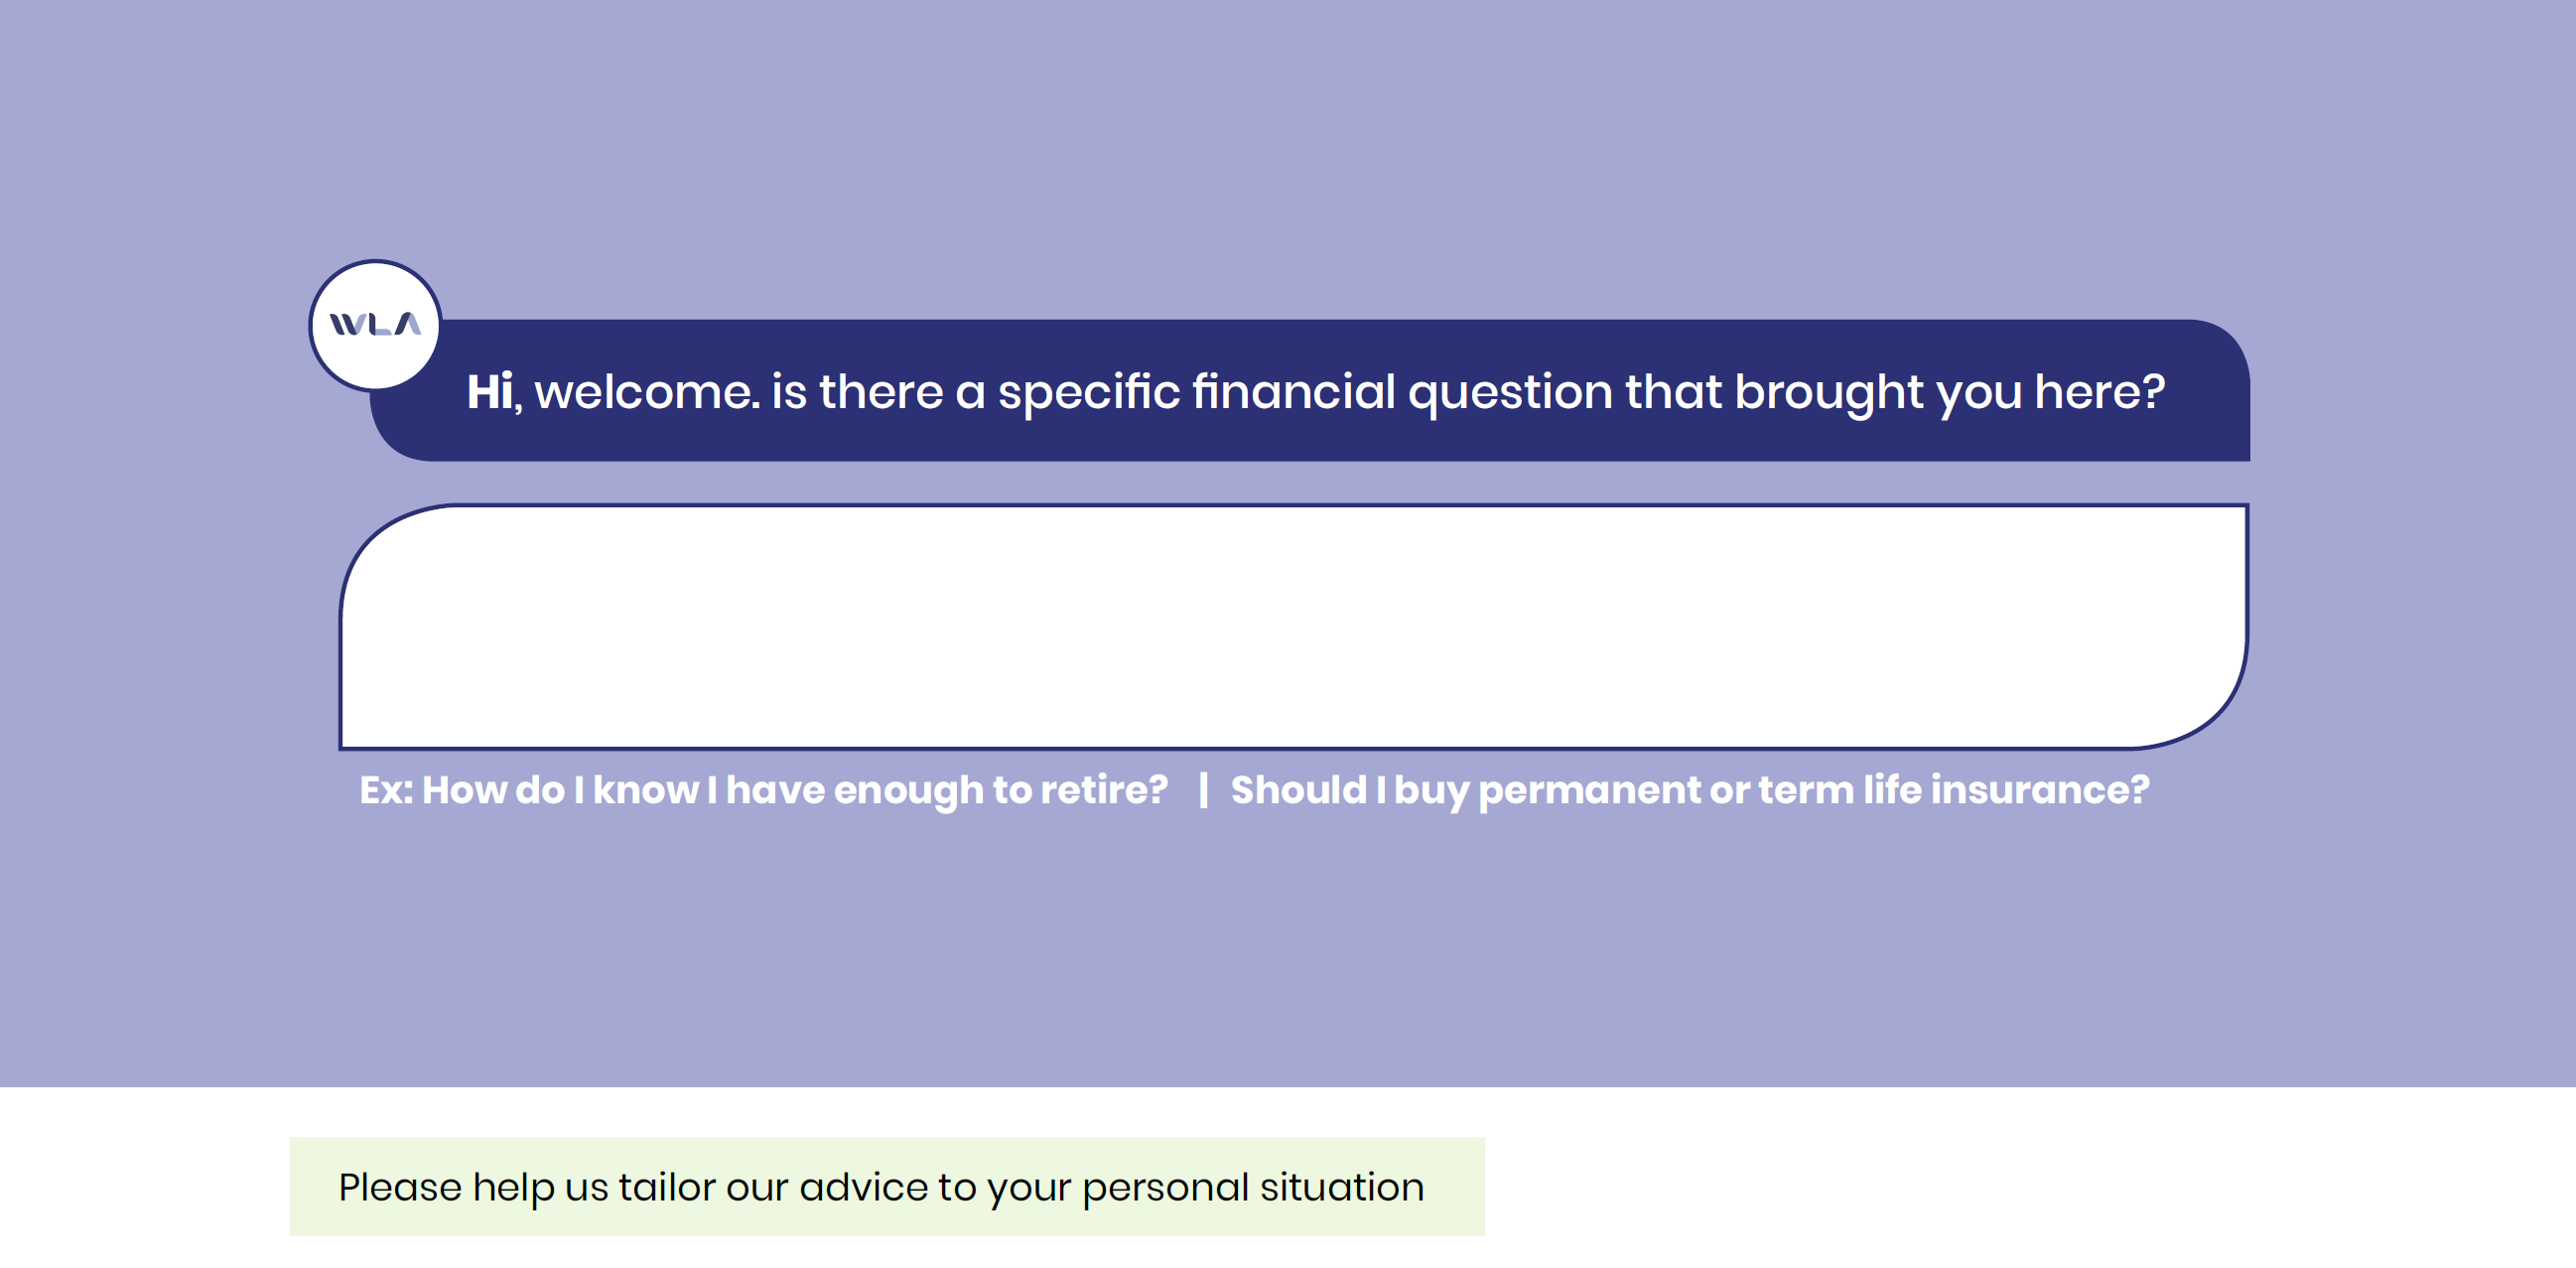 WLA
Hi, welcome. is there a specific financial question that brought you here?
Ex: How do I know I have enough to retire? | Should I buy permanent or term life insurance?
Please help us tailor our advice to your personal situation